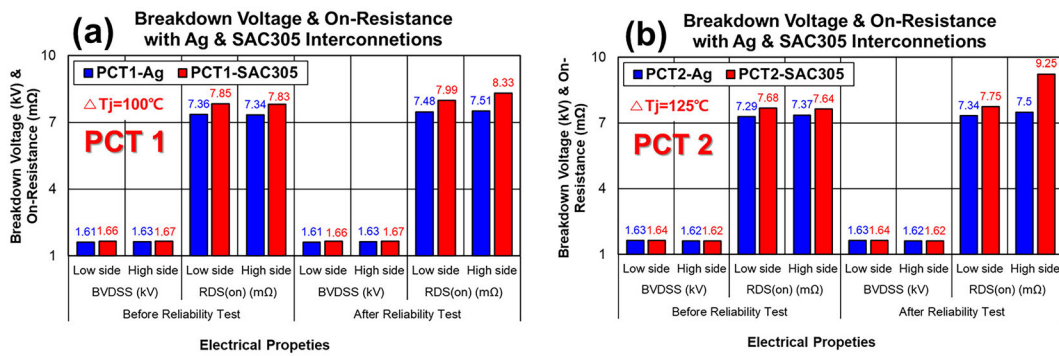 (a)
Breakdown Voltage & On-Resistance
with Ag & SAC305 Interconnetions
Breakdown Voltage (kV) &
On-Resistance (mΩ)
10
7
4
1
PCT1-Ag
PCT1-SAC305
△ Tj=100℃
PCT 1
1.61
1.66
1.63
1.67
7.36
7.85
7.34
7.83
1.61
1.66
1.63
1.67
7.48
7.99
7.51
8.33
Low side
High side
Low side
High side
Low side
High side
Low side
High side
BVDSS (kV)
RDS(on) (mΩ)
BVDSS (kV)
RDS(on) (mΩ)
Before Reliability Test
After Reliability Test
Electrical Propeties
(b)
Breakdown Voltage & On-Resistance
with Ag & SAC305 Interconnetions
Breakdown Voltage (kV) & On-
Resistance (mΩ)
10
7
4
1
PCT2-Ag
PCT2-SAC305
△ Tj=125℃
PCT 2
1.63
1.64
1.62
1.62
7.29
7.68
7.37
7.64
1.63
1.64
1.62
1.62
7.34
7.75
7.5
9.25
Low side
High side
Low side
High side
Low side
High side
Low side
High side
BVDSS (kV)
RDS(on) (mΩ)
BVDSS (kV)
RDS(on) (mΩ)
Before Reliability Test
After Reliability Test
Electrical Propeties